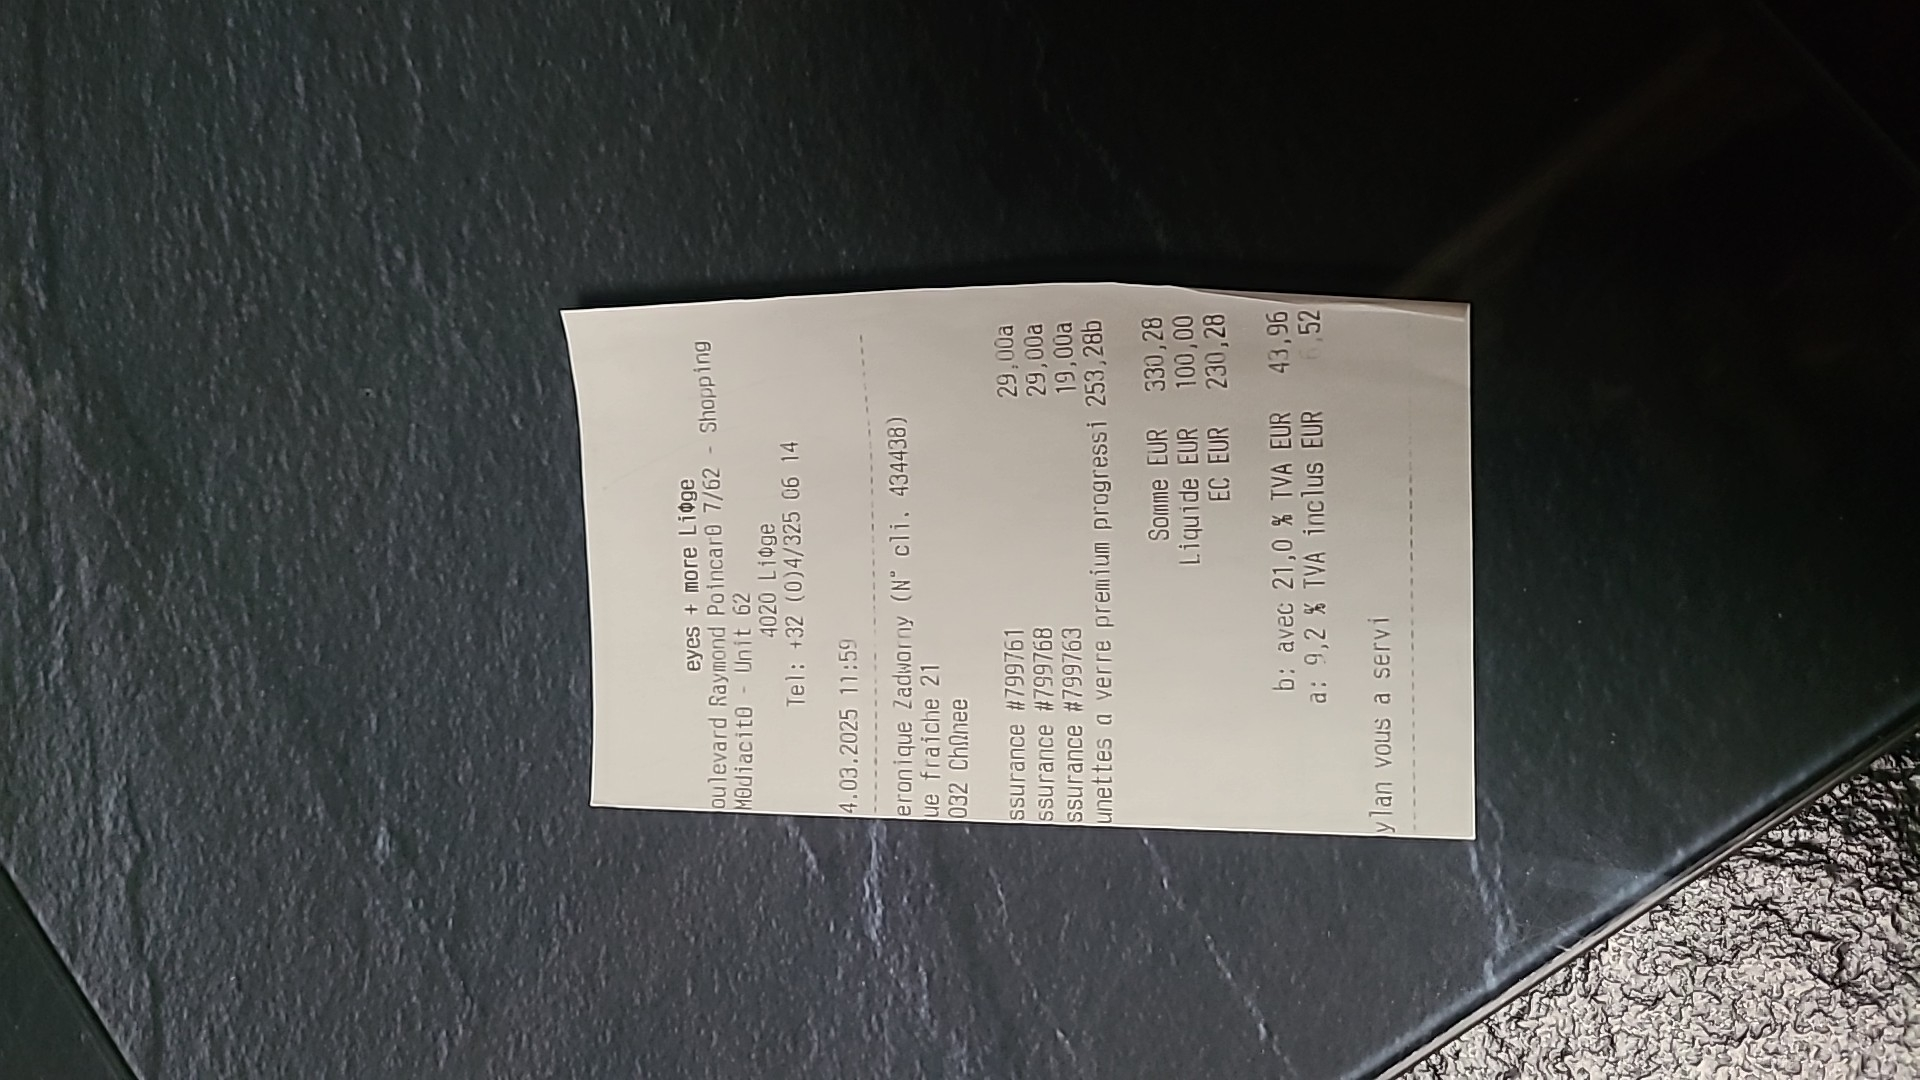 eyes + more LiΦge
oulevard Raymond Poincarθ 7/62 - Shopping
Mθdiacitθ - Unit 62
4020 LiΦge
Tel: +32 (0)4/325 06 14
4.03.2025 11:59
eronique Zadworny (N° cli. 434438)
ue fraiche 21
032 ChΩnee
ssurance #799761 29,00a
ssurance #799768 29,00a
ssurance #799763 19,00a
unettes a verre premium progressi 253,28b
Somme EUR 330,28
Liquide EUR 100,00
EC EUR 230,28
b: avec 21,0 % TVA EUR 43,96
a: 9,2 % TVA inclus EUR 6,52
ylan vous a servi